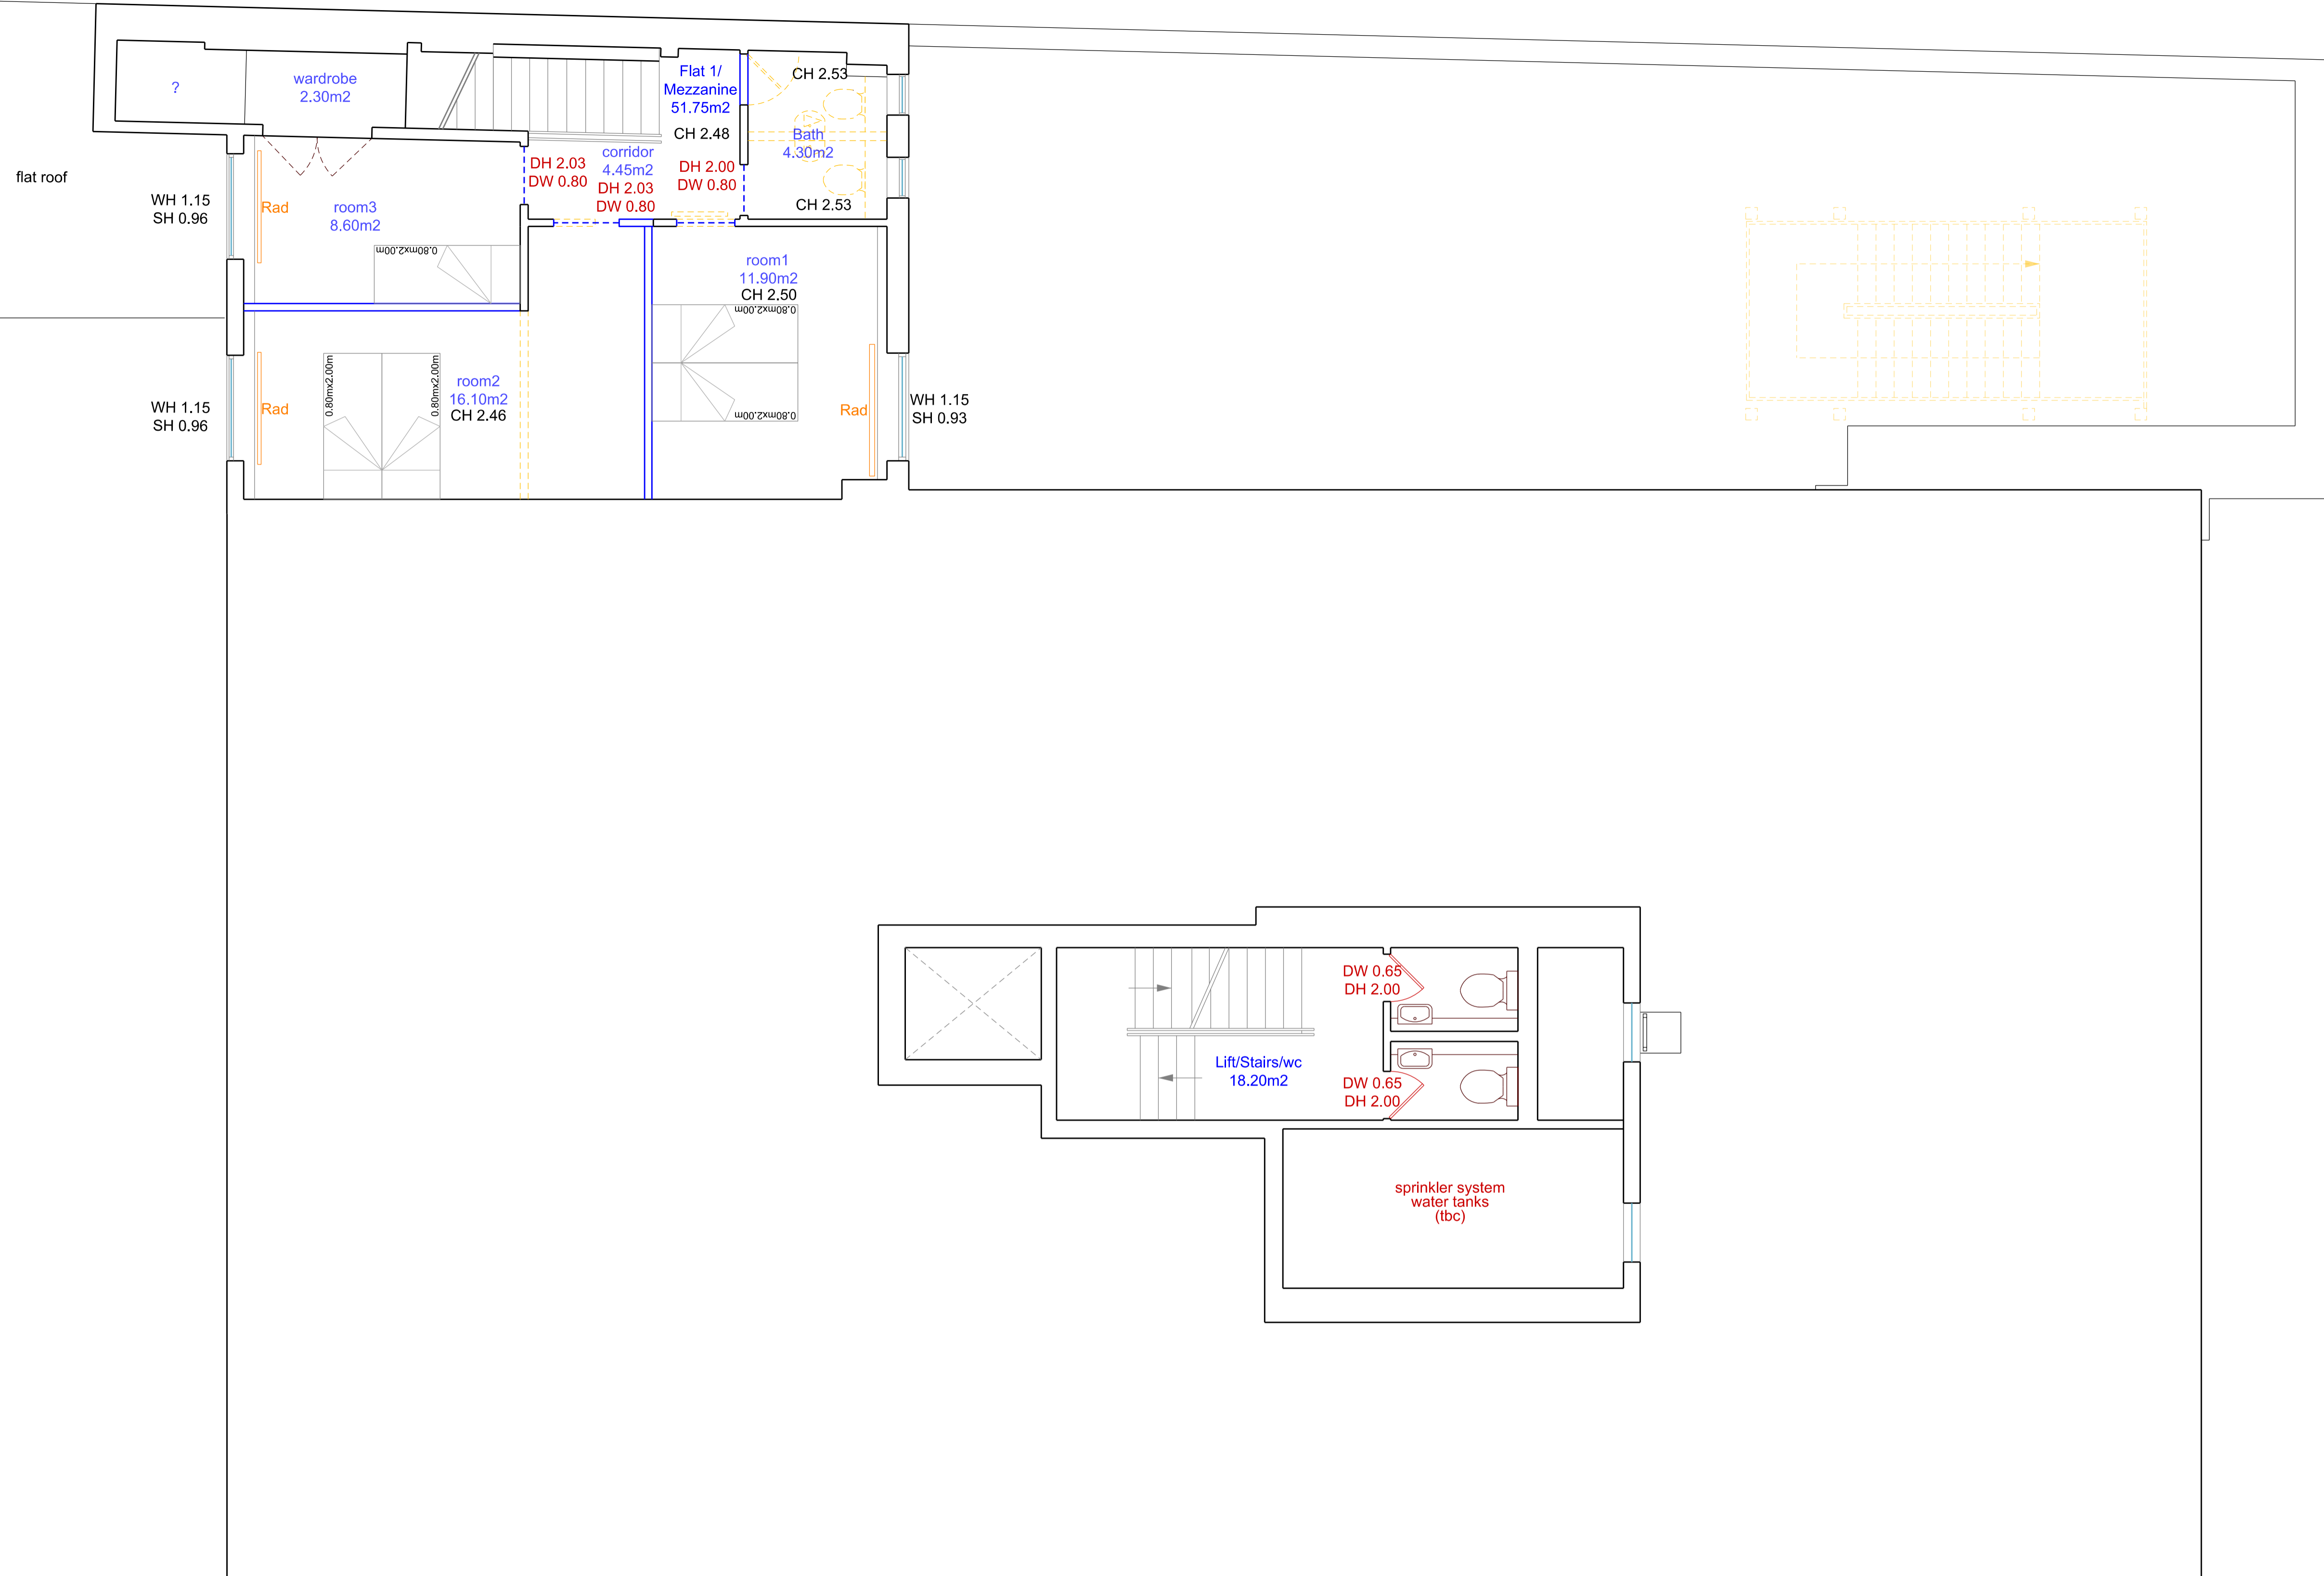 Flat 1/
Mezzanine
51.75m2
CH 2.48
CH 2.53
Bath
4.30m2
CH 2.53
?
wardrobe
2.30m2
corridor
4.45m2
DH 2.03
DW 0.80
DH 2.03
DW 0.80
DH 2.00
DW 0.80
flat roof
WH 1.15
SH 0.96
Rad
room3
8.60m2
0.80mx2.00m
room1
11.90m2
CH 2.50
0.80mx2.00m
0.80mx2.00m
Rad
WH 1.15
SH 0.93
WH 1.15
SH 0.96
Rad
0.80mx2.00m
0.80mx2.00m
room2
16.10m2
CH 2.46
DW 0.65
DH 2.00
Lift/Stairs/wc
18.20m2
DW 0.65
DH 2.00
sprinkler system
water tanks
(tbc)